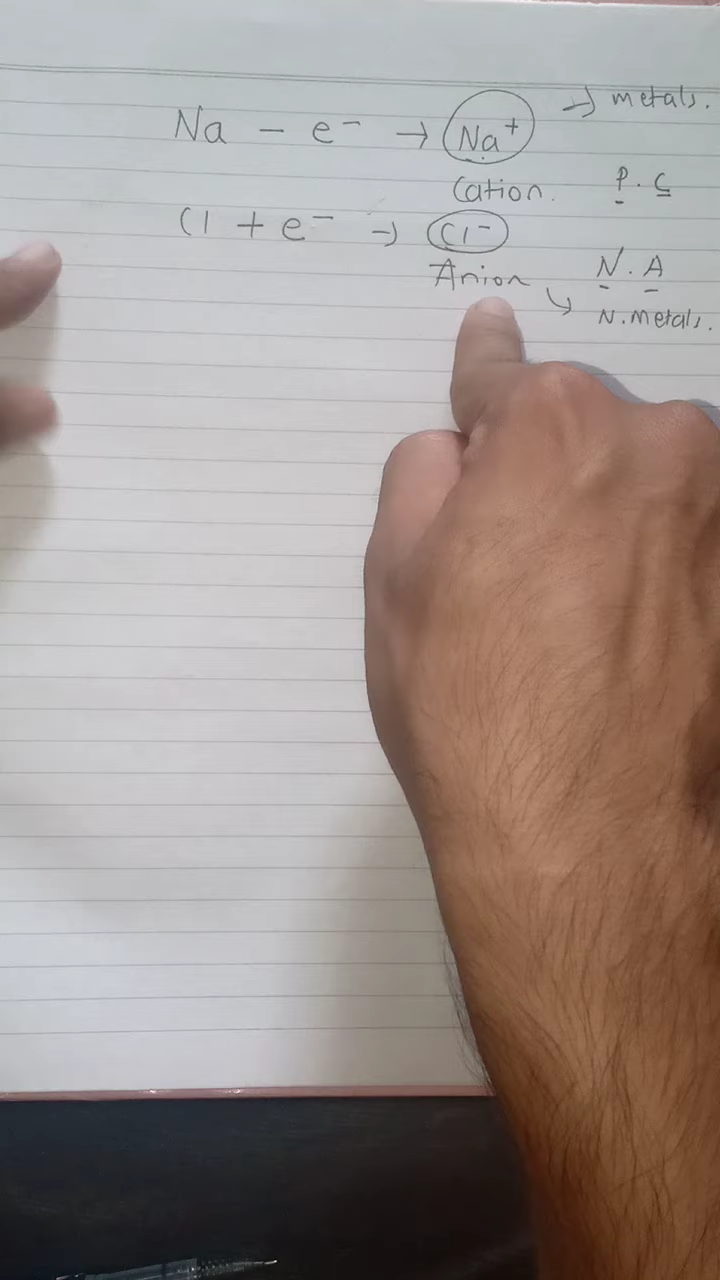 Na - e⁻ → Na⁺ → metals.
Cation. P. C
Cl + e⁻ → Cl⁻
Anion N. A
↳ N. metals.